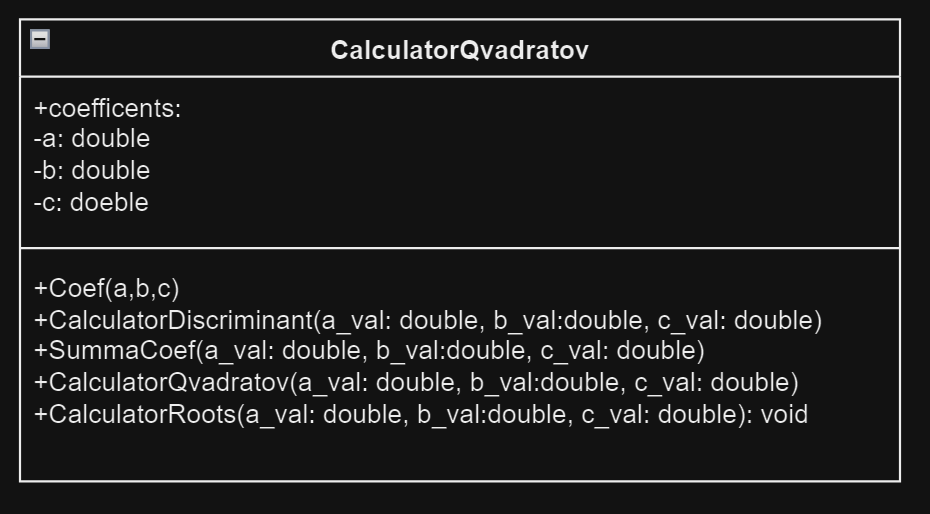 CalculatorQvadratov
+coefficents:
-a: double
-b: double
-c: doeble
+Coef(a,b,c)
+CalculatorDiscriminant(a_val: double, b_val:double, c_val: double)
+SummaCoef(a_val: double, b_val:double, c_val: double)
+CalculatorQvadratov(a_val: double, b_val:double, c_val: double)
+CalculatorRoots(a_val: double, b_val:double, c_val: double): void